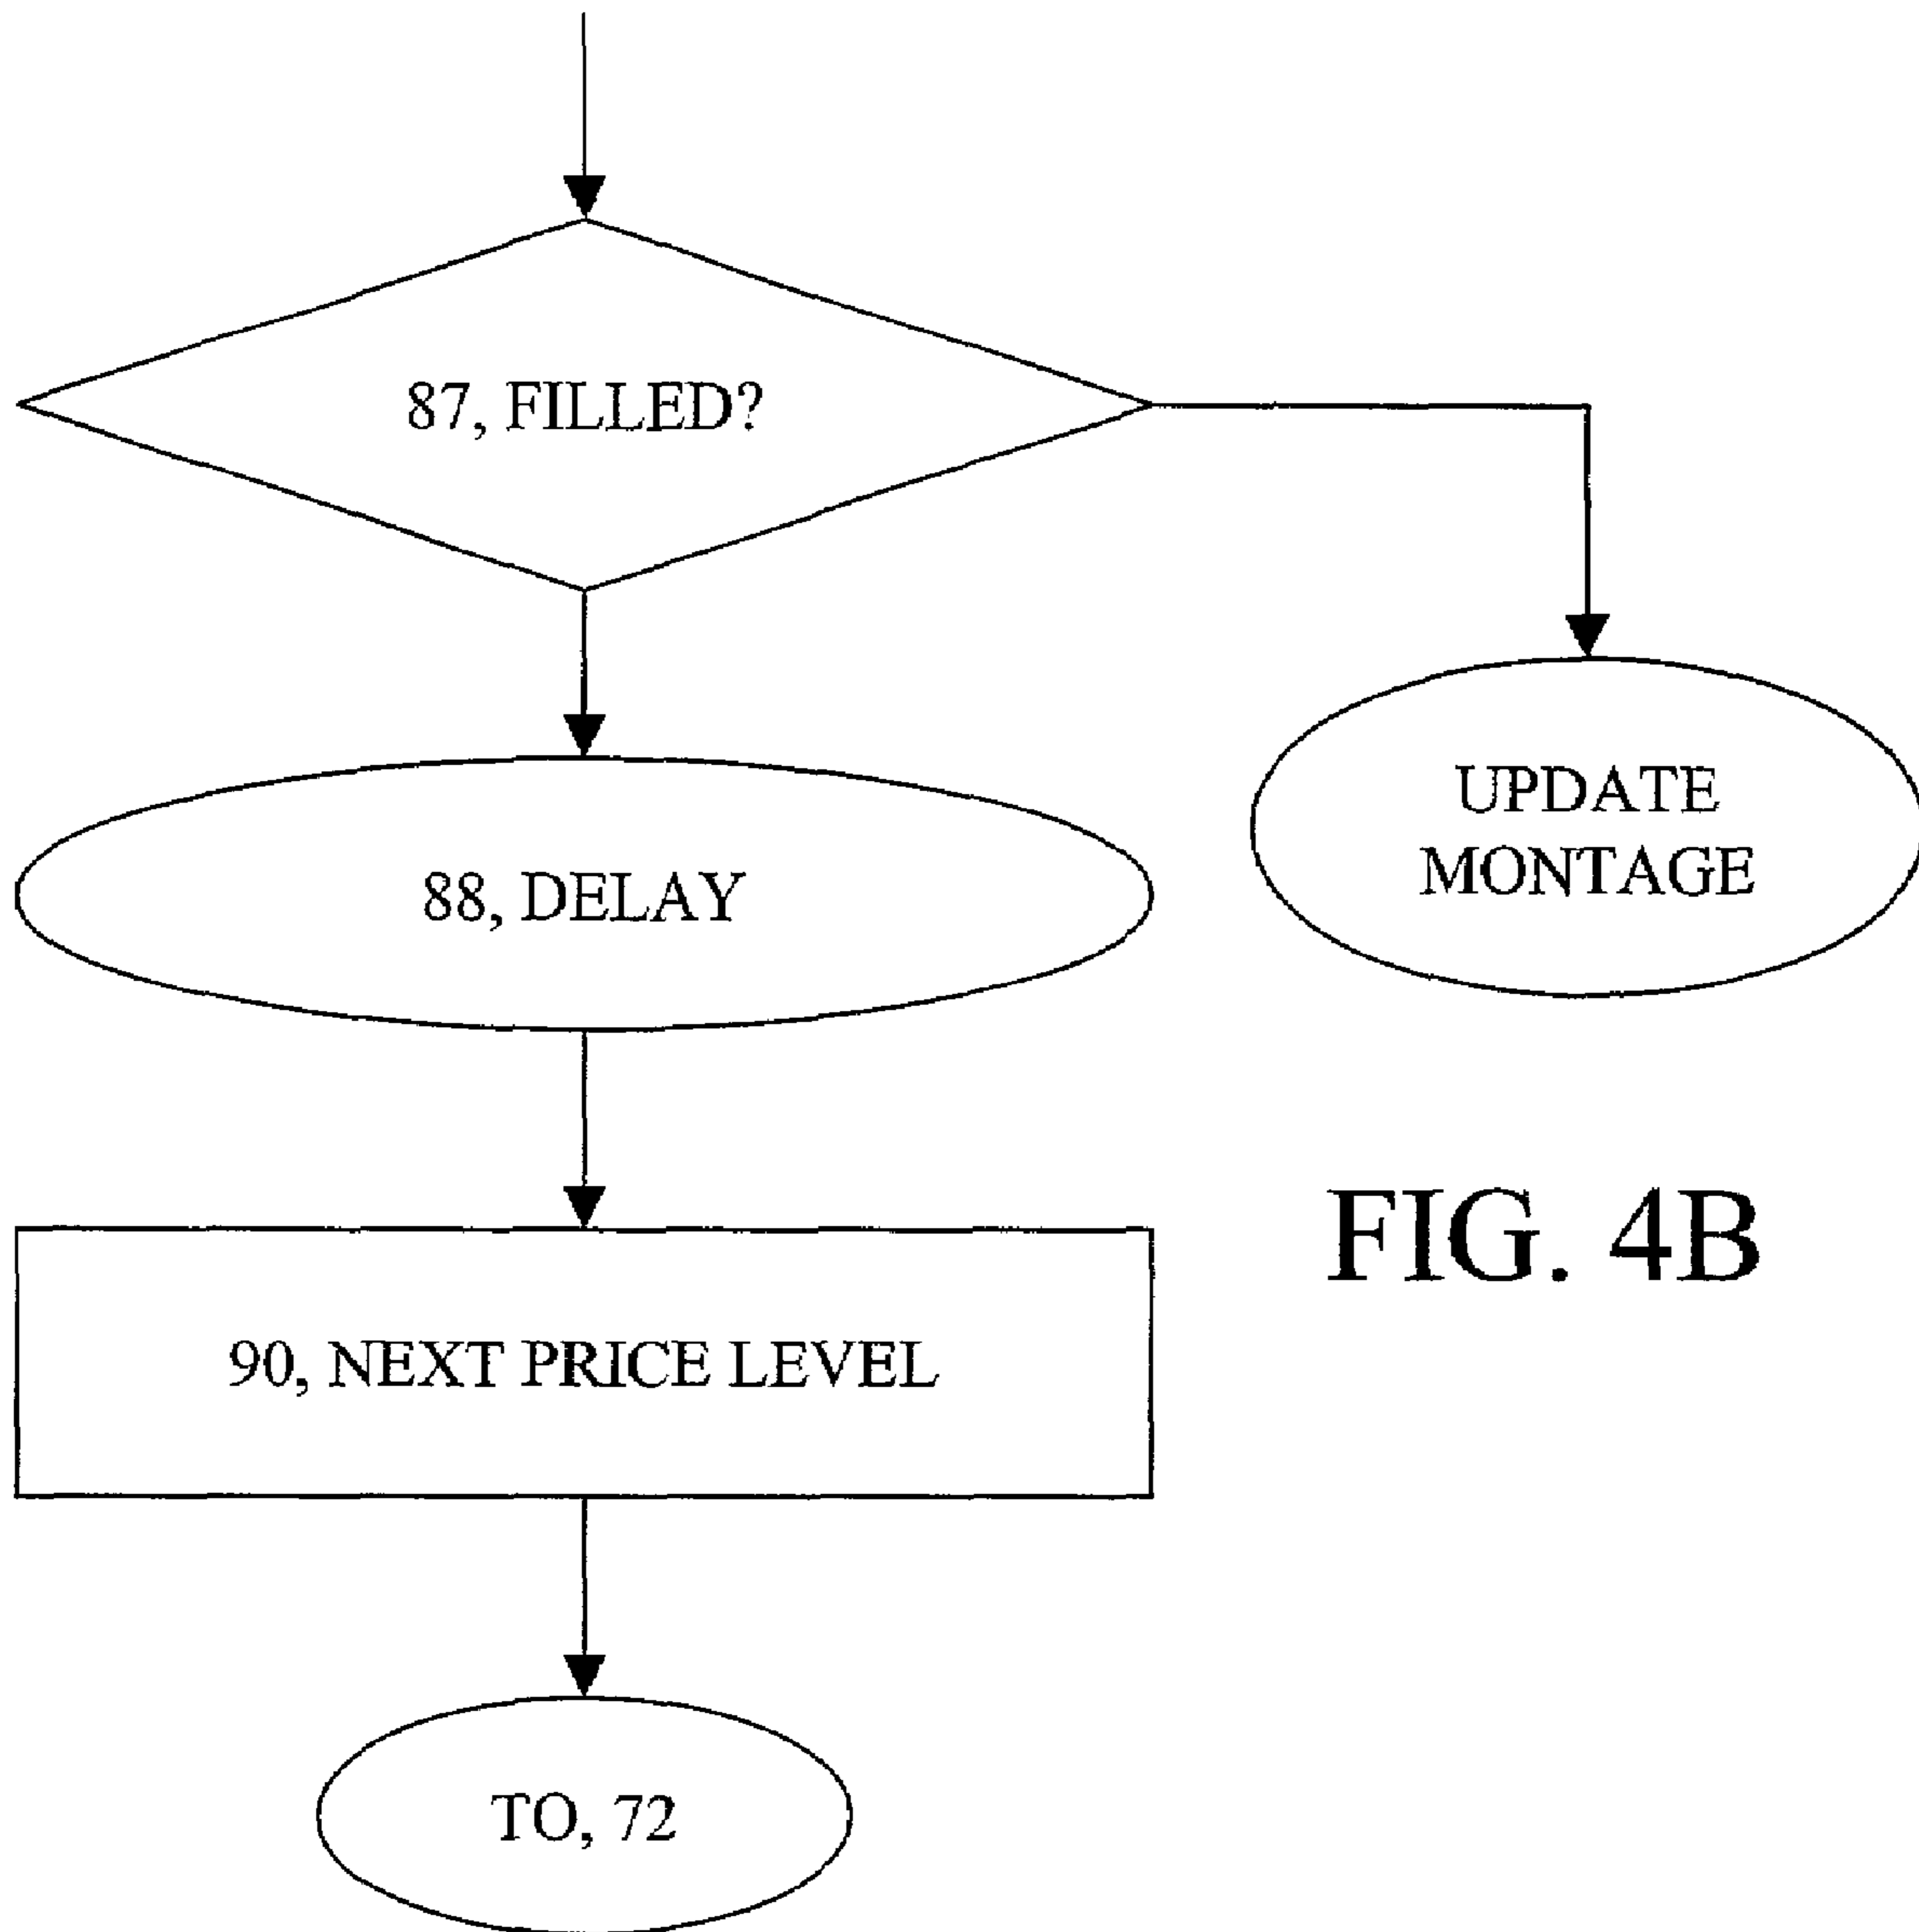 87, FILLED?
UPDATE
MONTAGE
88, DELAY
FIG. 4B
90, NEXT PRICE LEVEL
TO, 72